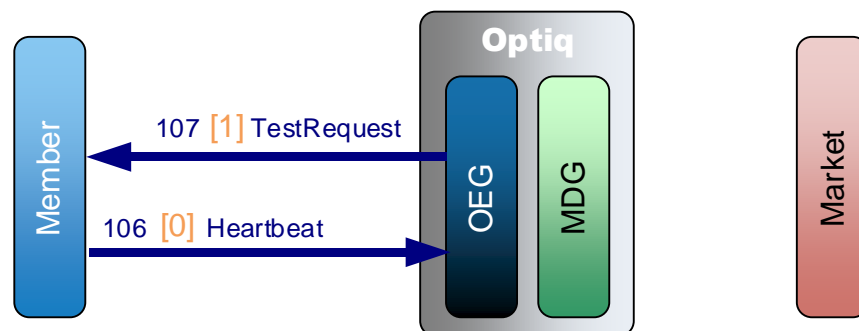 Optiq
107 [1] TestRequest
106 [0] Heartbeat
Member
OEG
MDG
Market